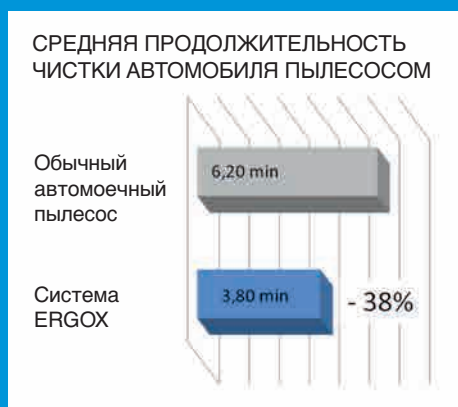 СРЕДНЯЯ ПРОДОЛЖИТЕЛЬНОСТЬ
ЧИСТКИ АВТОМОБИЛЯ ПЫЛЕСОСОМ
Обычный
автомоечный
пылесос
6,20 min
Система
ERGOX
3,80 min
- 38%